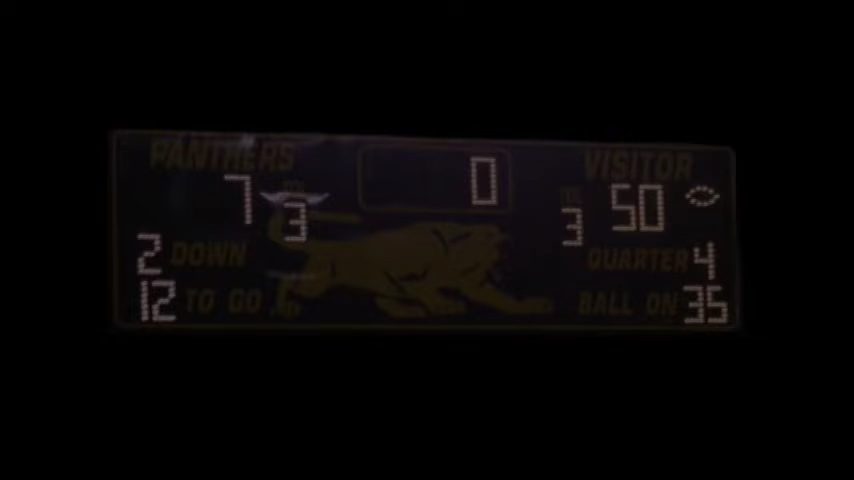 PANTHERS 0 VISITOR
7 3 3 50
2 DOWN QUARTER 4
12 TO GO BALL ON 35